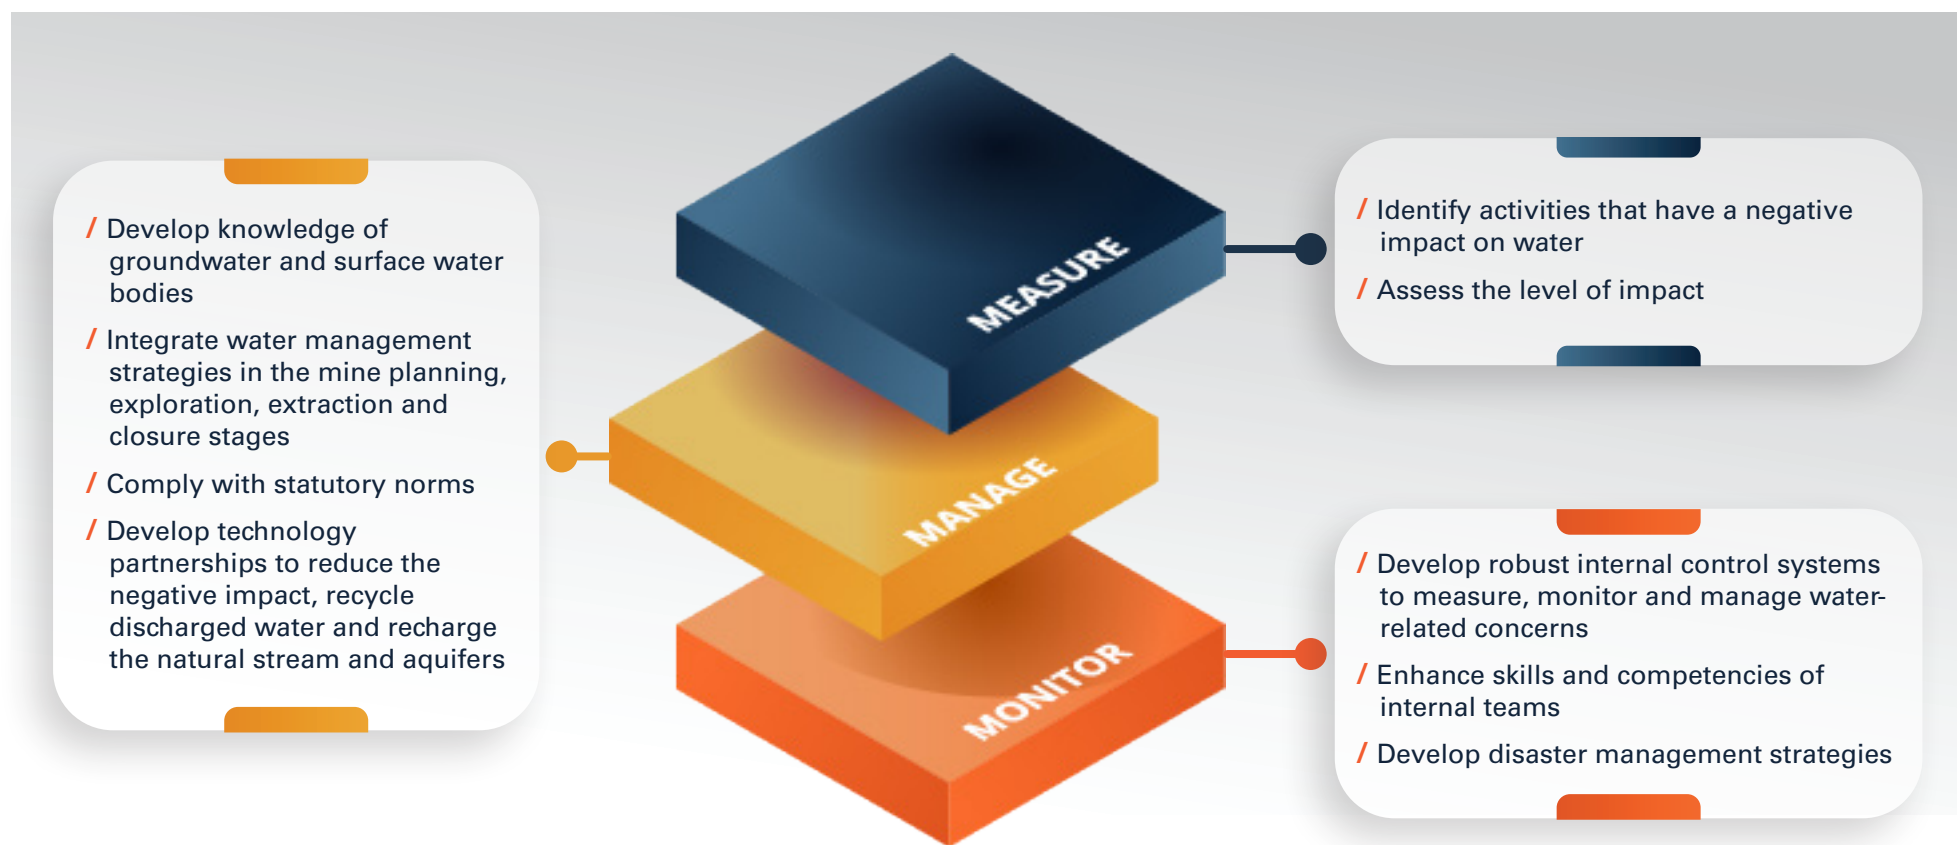 MEASURE
/ Identify activities that have a negative
impact on water
/ Assess the level of impact
MANAGE
/ Develop knowledge of
groundwater and surface water
bodies
/ Integrate water management
strategies in the mine planning,
exploration, extraction and
closure stages
/ Comply with statutory norms
/ Develop technology
partnerships to reduce the
negative impact, recycle
discharged water and recharge
the natural stream and aquifers
MONITOR
/ Develop robust internal control systems
to measure, monitor and manage water-
related concerns
/ Enhance skills and competencies of
internal teams
/ Develop disaster management strategies